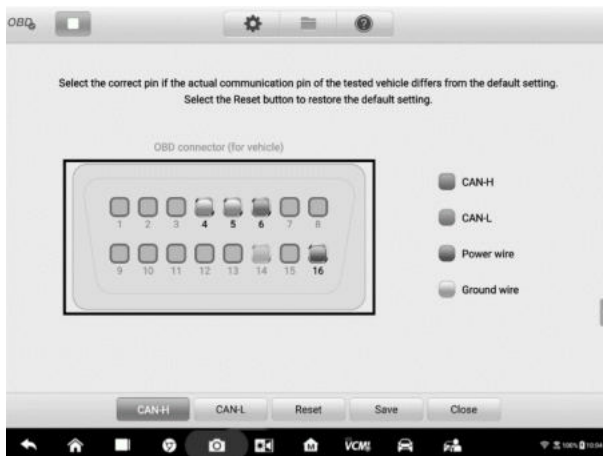 OBD
Select the correct pin if the actual communication pin of the tested vehicle differs from the default setting.
Select the Reset button to restore the default setting.
OBD connector (for vehicle)
1 2 3 4 5 6 7 8
9 10 11 12 13 14 15 16
CAN-H
CAN-L
Power wire
Ground wire
CAN-H CAN-L Reset Save Close
M VCMI 100% 10:04